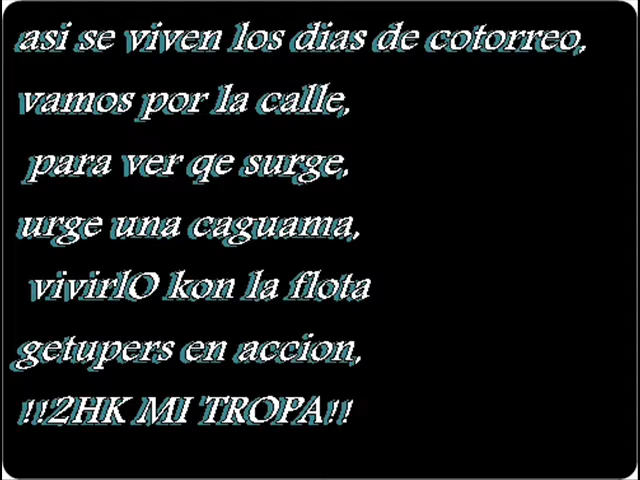 asi se viven los dias de cotorreo,
vamos por la calle,
para ver qe surge,
urge una caguama,
vivirlO kon la flota
getupers en accion,
!!2HK MI TROPA!!